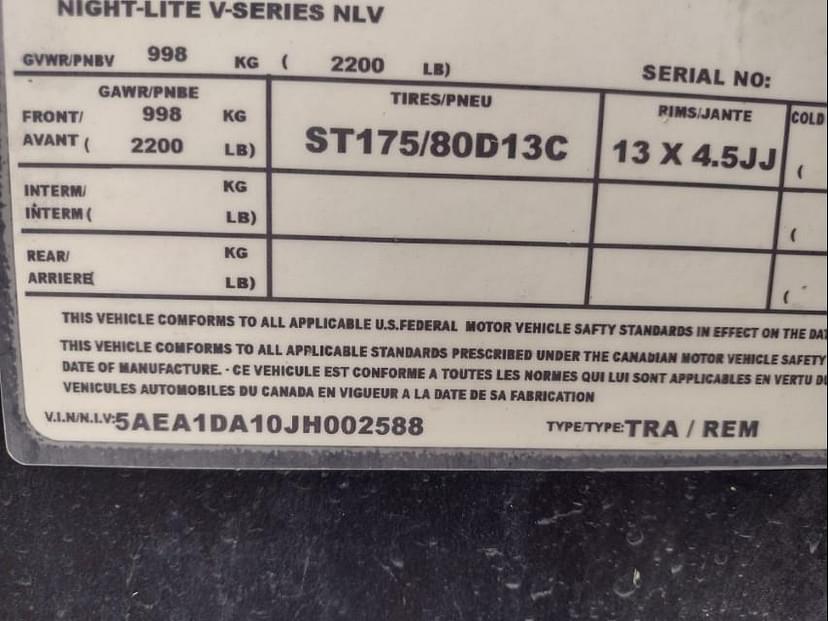 NIGHT-LITE V-SERIES NLV
GVWR/PNBV 998 KG ( 2200 LB)
SERIAL NO:
GAWR/PNBE TIRES/PNEU RIMS/JANTE COLD
FRONT/ 998 KG
AVANT ( 2200 LB) ST175/80D13C 13 X 4.5JJ (
INTERM/ KG
INTERM ( LB) (
REAR/ KG
ARRIERE( LB) (
THIS VEHICLE COMFORMS TO ALL APPLICABLE U.S.FEDERAL MOTOR VEHICLE SAFTY STANDARDS IN EFFECT ON THE DAT
THIS VEHICLE COMFORMS TO ALL APPLICABLE STANDARDS PRESCRIBED UNDER THE CANADIAN MOTOR VEHICLE SAFETY
DATE OF MANUFACTURE. - CE VEHICULE EST CONFORME A TOUTES LES NORMES QUI LUI SONT APPLICABLES EN VERTU DU
VENICULES AUTOMOBILES DU CANADA EN VIGUEUR A LA DATE DE SA FABRICATION
V.I.N/N.I.V:5AEA1DA10JH002588 TYPE/TYPE:TRA / REM